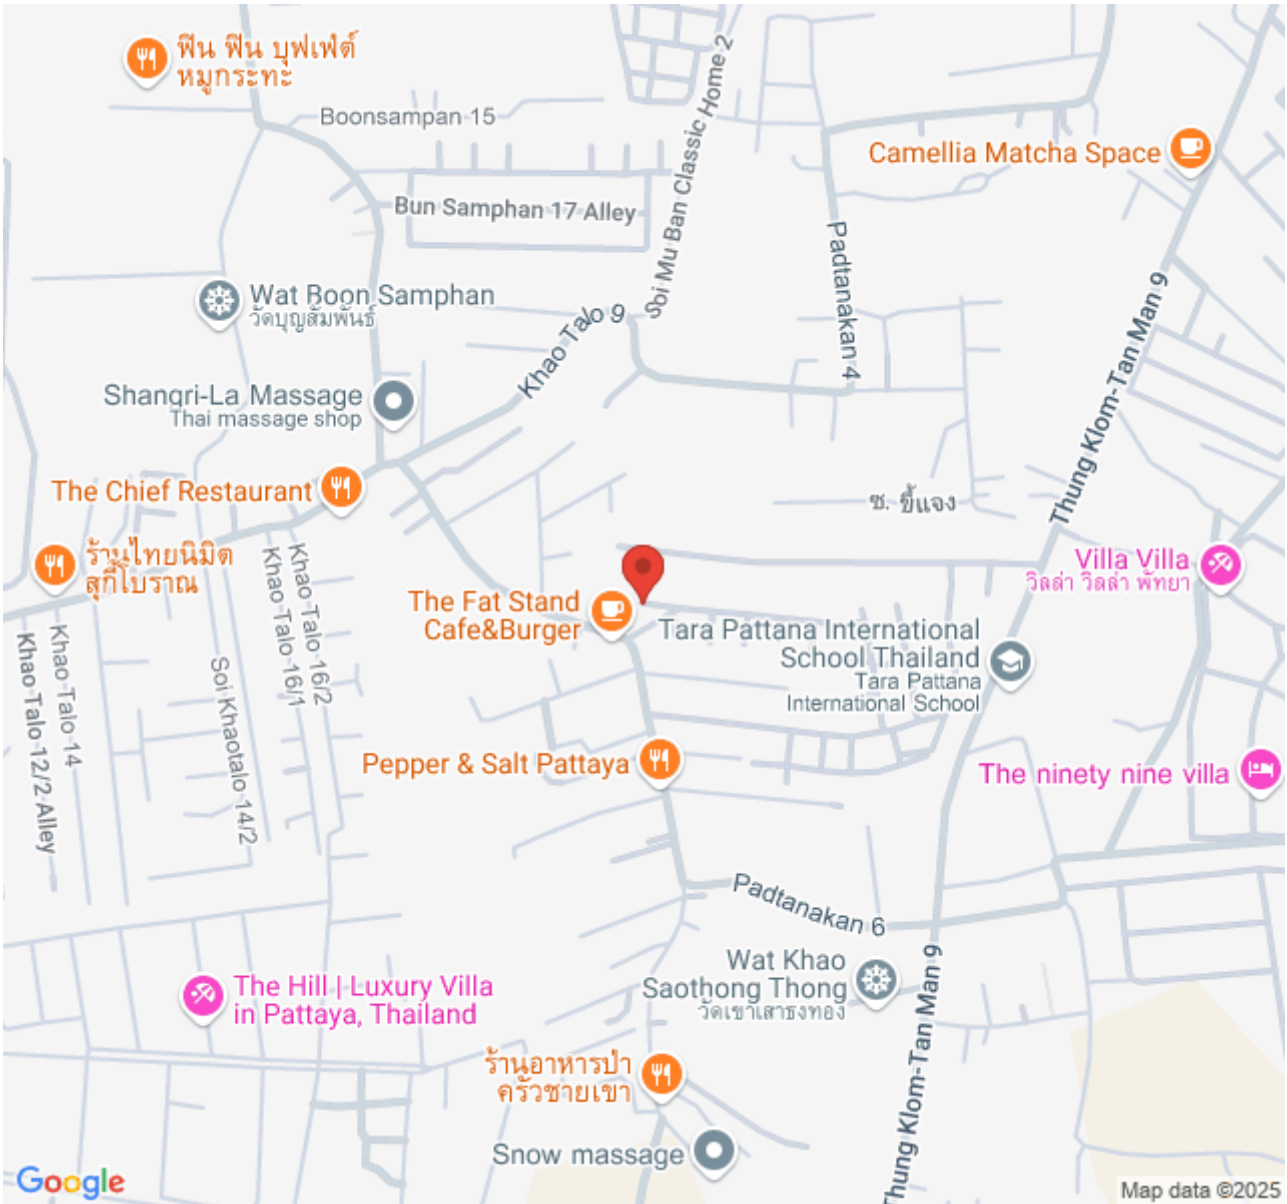 ฟิน ฟิน บุฟเฟ่ต์
หมูกระทะ
Boonsampan 15
Soi Mu Ban Classic Home 2
Camellia Matcha Space
Bun Samphan 17 Alley
Padtanakan 4
Wat Boon Samphan
วัดบุญสัมพันธ์
Khao Talo 9
Thung Klom-Tan Man 9
Shangri-La Massage
Thai massage shop
The Chief Restaurant
ซ. ขี้แจง
ร้านไทยนิมิต
สุกี้โบราณ
Khao-Talo-16/2
Khao-Talo-16/1
Villa Villa
วิลล่า วิลล่า พัทยา
The Fat Stand
Cafe&Burger
Tara Pattana International
School Thailand
Tara Pattana
International School
Khao-Talo-14
Khao-Talo-12/2-Alley
Soi Khaotalo 14/2
Pepper & Salt Pattaya
The ninety nine villa
Padtanakan 6
Wat Khao
Saothong Thong
วัดเขาเสาธงทอง
The Hill | Luxury Villa
in Pattaya, Thailand
Thung Klom-Tan Man 9
ร้านอาหารป่า
ครัวชายเขา
Snow massage
Google
Map data ©2025